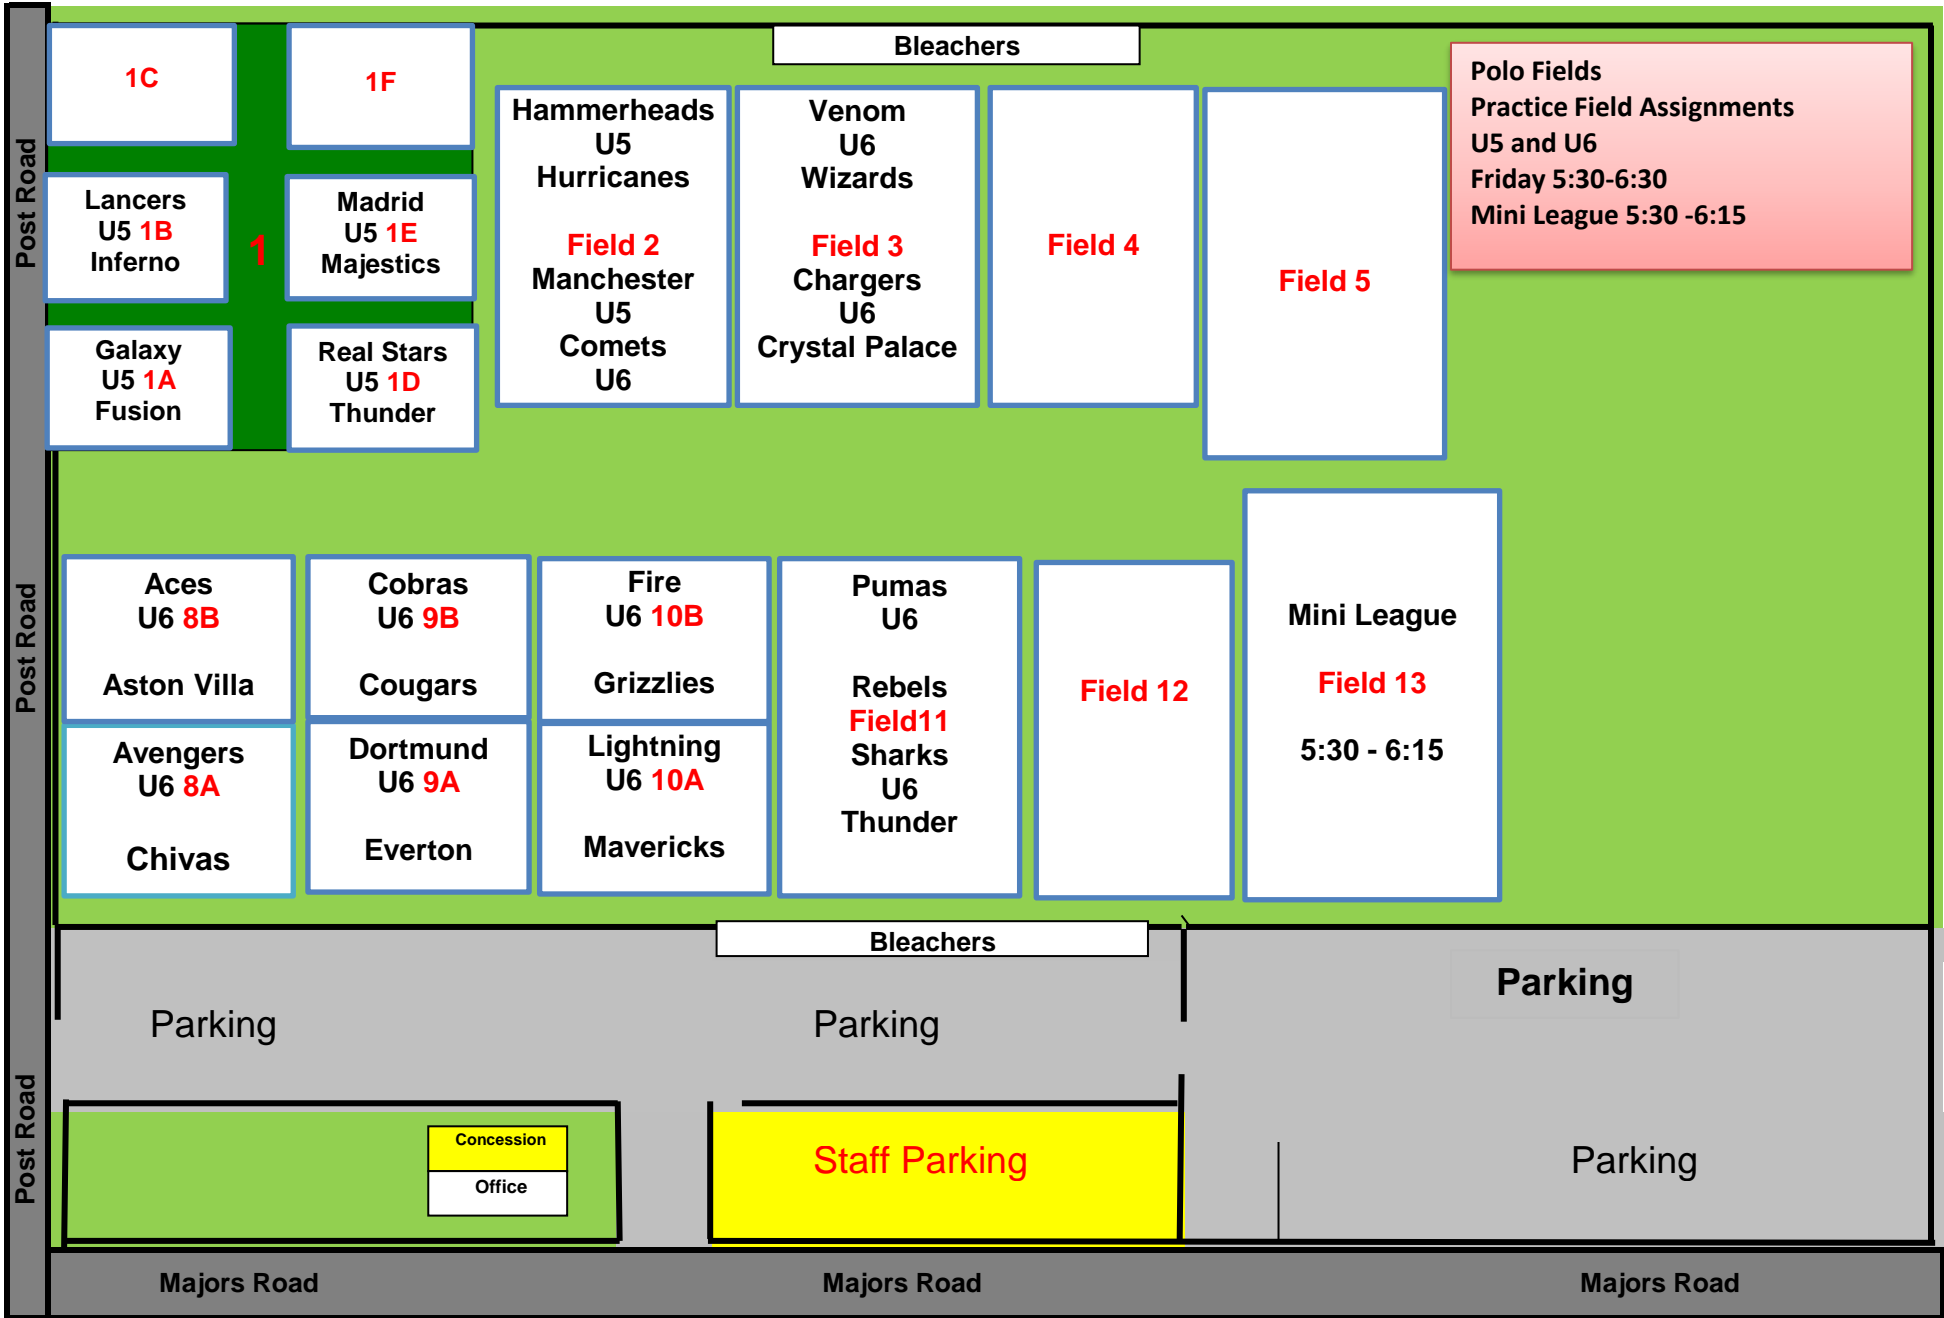 Bleachers
Polo Fields
Practice Field Assignments
U5 and U6
Friday 5:30-6:30
Mini League 5:30 -6:15
Post Road
1C
1F
Lancers
U5 1B
Inferno
1
Madrid
U5 1E
Majestics
Galaxy
U5 1A
Fusion
Real Stars
U5 1D
Thunder
Hammerheads
U5
Hurricanes
Field 2
Manchester
U5
Comets
U6
Venom
U6
Wizards
Field 3
Chargers
U6
Crystal Palace
Field 4
Field 5
Post Road
Aces
U6 8B
Aston Villa
Cobras
U6 9B
Cougars
Fire
U6 10B
Grizzlies
Avengers
U6 8A
Chivas
Dortmund
U6 9A
Everton
Lightning
U6 10A
Mavericks
Pumas
U6
Rebels
Field11
Sharks
U6
Thunder
Field 12
Mini League
Field 13
5:30 - 6:15
Bleachers
Parking
Parking
Parking
Post Road
Concession
Office
Staff Parking
Parking
Majors Road
Majors Road
Majors Road